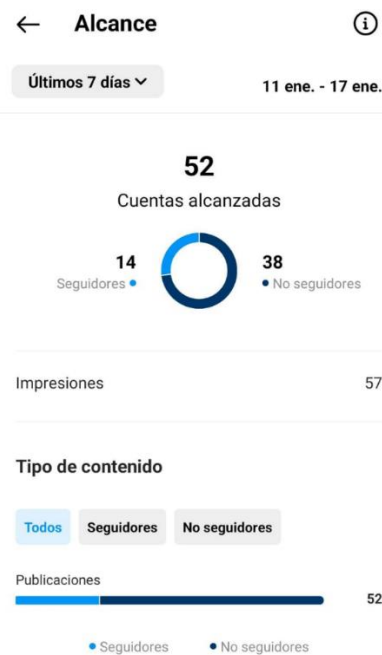 Alcance
Últimos 7 días
11 ene. - 17 ene.
52
Cuentas alcanzadas
14
Seguidores
38
No seguidores
Impresiones 57
Tipo de contenido
Todos Seguidores No seguidores
Publicaciones
52
Seguidores No seguidores